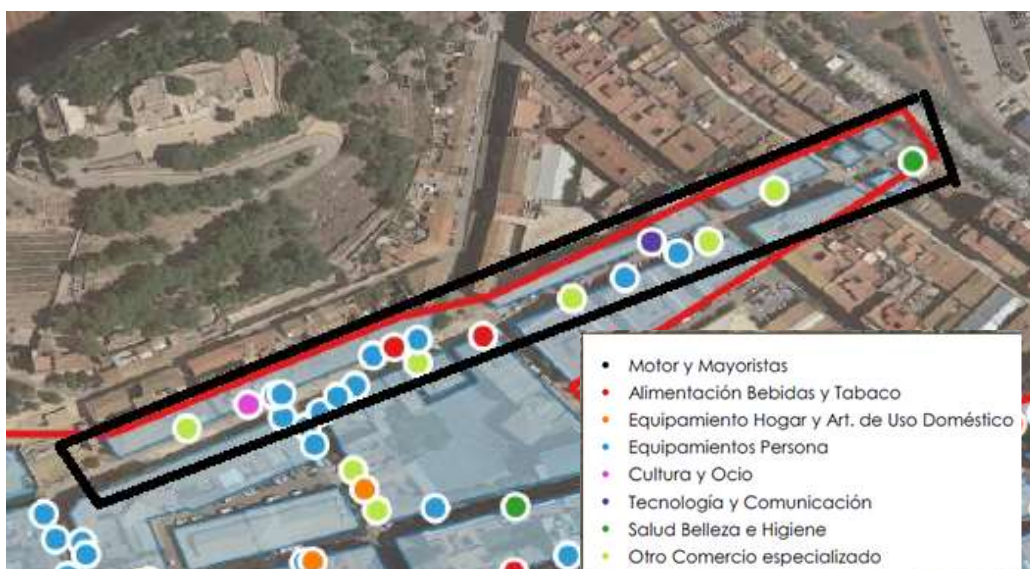 Motor y Mayoristas
Alimentación Bebidas y Tabaco
Equipamiento Hogar y Art. de Uso Doméstico
Equipamientos Persona
Cultura y Ocio
Tecnología y Comunicación
Salud Belleza e Higiene
Otro Comercio especializado